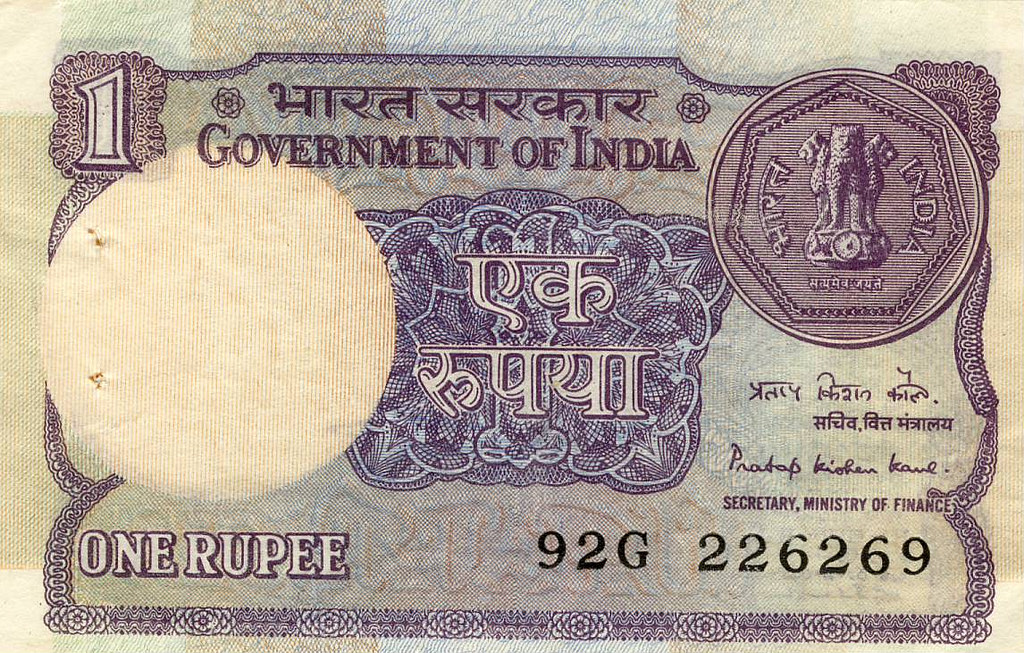 1
भारत सरकार
GOVERNMENT OF INDIA
भारत
INDIA
सत्यमेव जयते
एक
रुपया
प्रताप किशन कौल.
सचिव, वित्त मंत्रालय
Pratap Kishen Kaul.
SECRETARY, MINISTRY OF FINANCE
ONE RUPEE
92G 226269